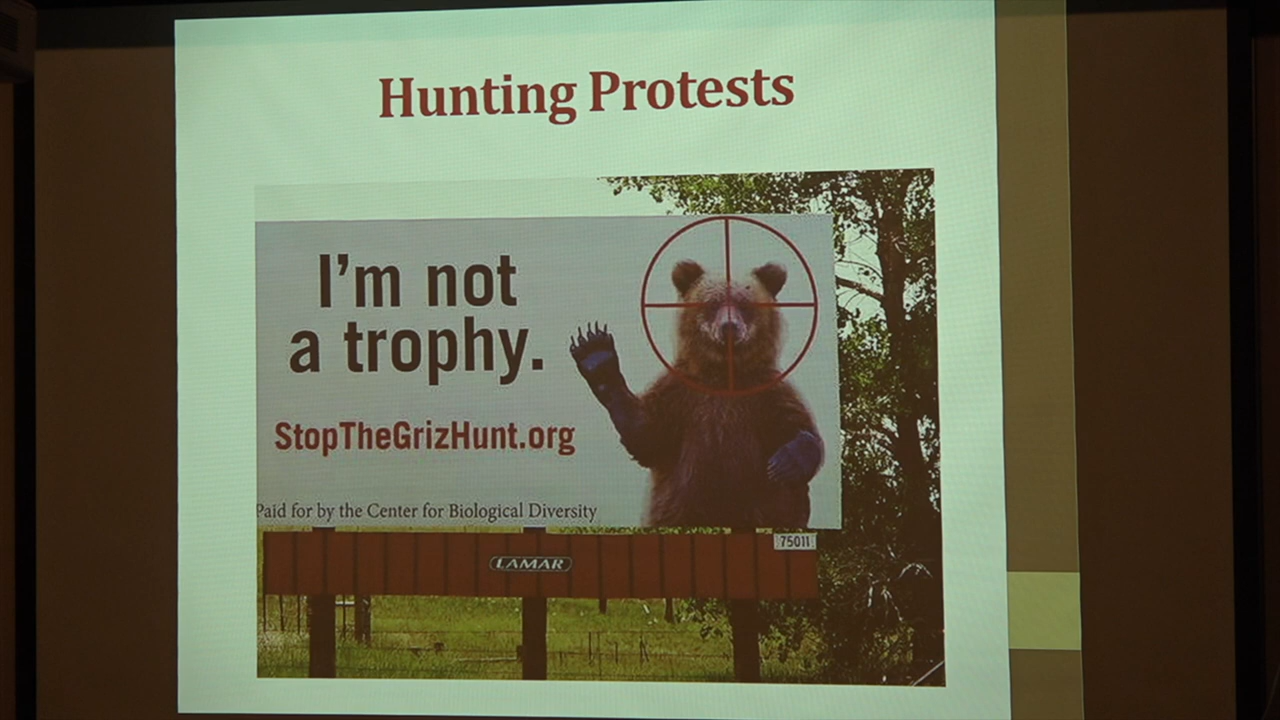 Hunting Protests
I'm not
a trophy.
StopTheGrizHunt.org
Paid for by the Center for Biological Diversity
75011
LAMAR